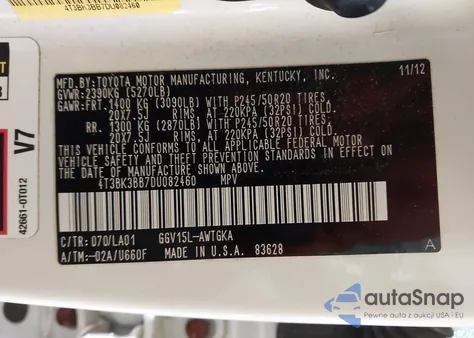 4T3BK3BB7DU082460
MFD.BY: TOYOTA MOTOR MANUFACTURING, KENTUCKY, INC. 11/12
GVWR: 2390KG (5270LB)
GAWR: FRT. 1400 KG (3090LB) WITH P245/50R20 TIRES,
20X7.5J RIMS, AT 220KPA (32PSI) COLD.
RR. 1300 KG (2870LB) WITH P245/50R20 TIRES,
20X7.5J RIMS, AT 220KPA (32PSI) COLD.
THIS VEHICLE CONFORMS TO ALL APPLICABLE FEDERAL MOTOR
VEHICLE SAFETY AND THEFT PREVENTION STANDARDS IN EFFECT ON
THE DATE OF MANUFACTURE SHOWN ABOVE.
4T3BK3BB7DU082460 MPV
C/TR: 070/LA01 GGV15L-AWTGKA
A/TM: -02A/U660F MADE IN U.S.A. 83628 A
V7
42661-0T012
autoSnap
Pewne auta z aukcji USA i EU